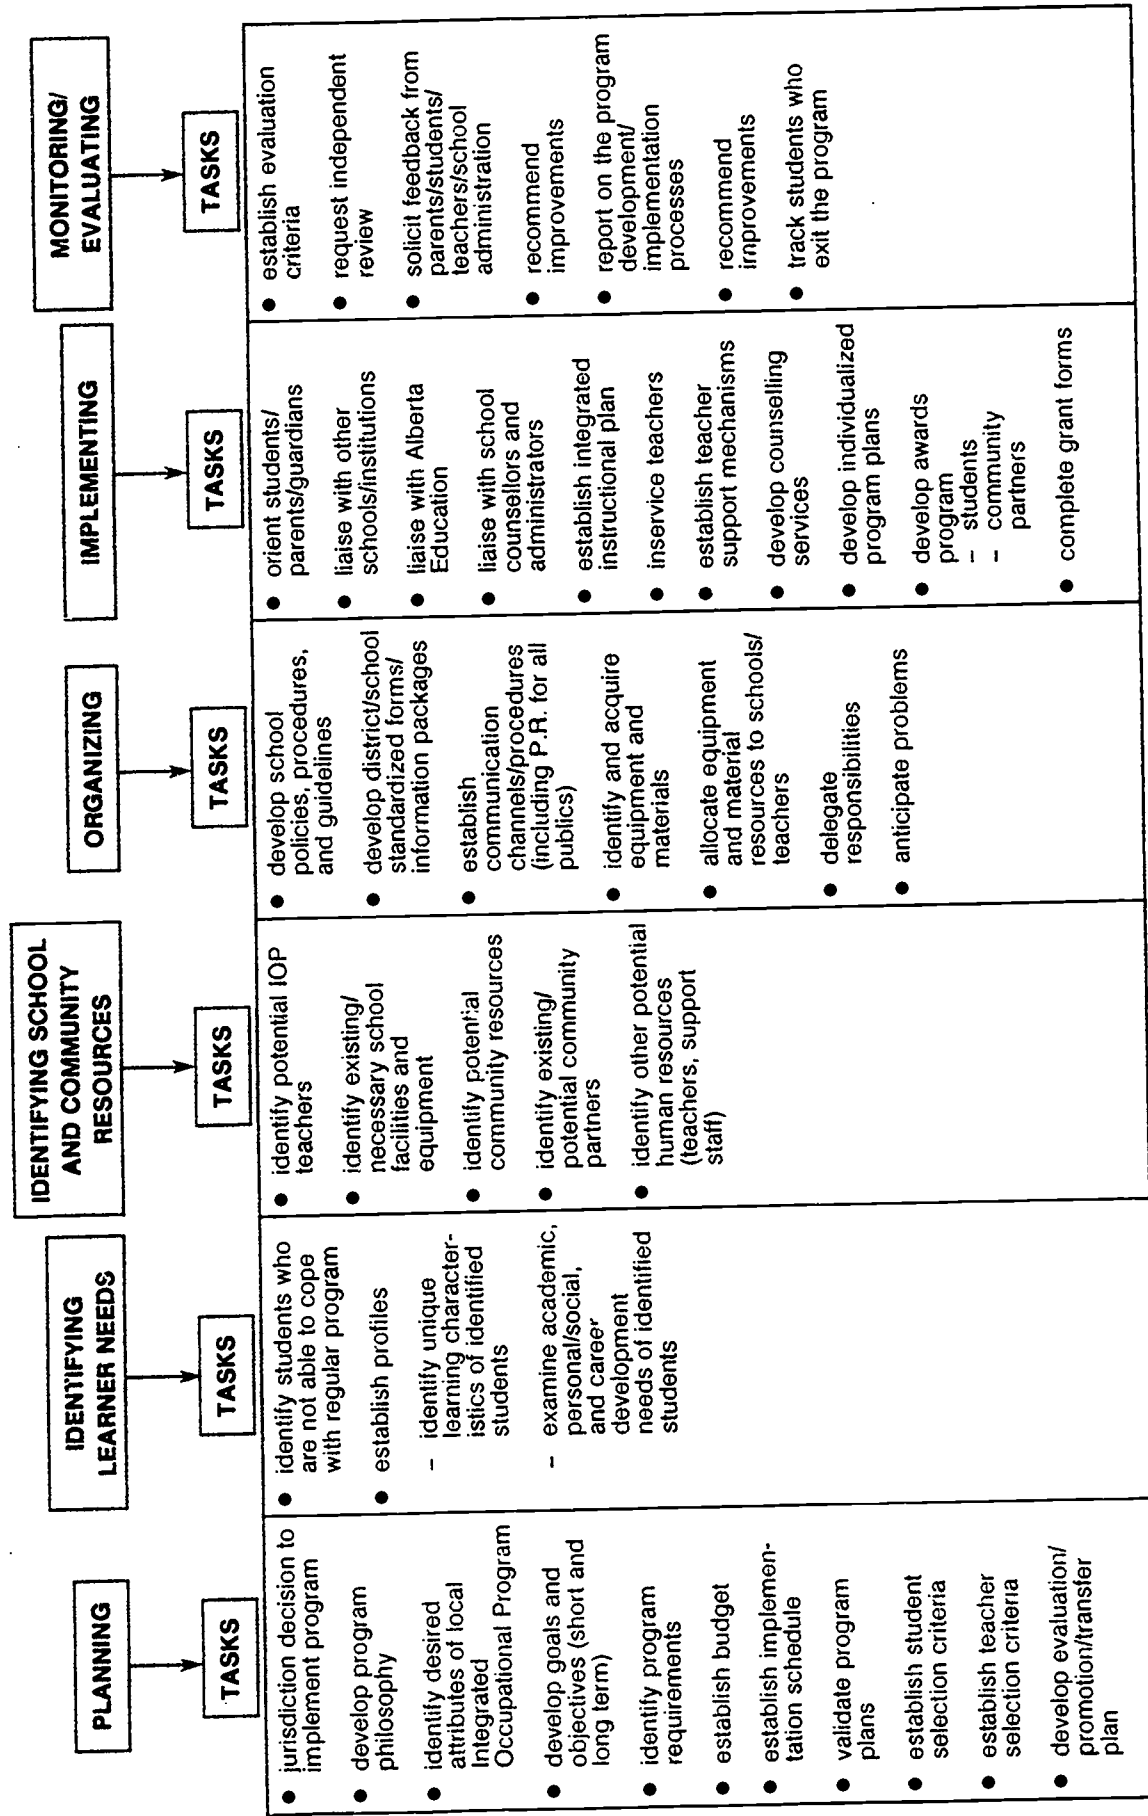 PLANNING
TASKS
● jurisdiction decision to
implement program
● develop program
philosophy
● identify desired
attributes of local
Integrated
Occupational Program
● develop goals and
objectives (short and
long term)
● identify program
requirements
● establish budget
● establish implemen-
tation schedule
● validate program
plans
● establish student
selection criteria
● establish teacher
selection criteria
● develop evaluation/
promotion/transfer
plan
IDENTIFYING
LEARNER NEEDS
TASKS
● identify students who
are not able to cope
with regular program
● establish profiles
– identify unique
learning character-
istics of identified
students
– examine academic,
personal/social,
and career
development
needs of identified
students
IDENTIFYING SCHOOL
AND COMMUNITY
RESOURCES
TASKS
● identify potential IOP
teachers
● identify existing/
necessary school
facilities and
equipment
● identify potential
community resources
● identify existing/
potential community
partners
● identify other potential
human resources
(teachers, support
staff)
ORGANIZING
TASKS
● develop school
policies, procedures,
and guidelines
● develop district/school
standardized forms/
information packages
● establish
communication
channels/procedures
(including P.R. for all
publics)
● identify and acquire
equipment and
materials
● allocate equipment
and material
resources to schools/
teachers
● delegate
responsibilities
● anticipate problems
IMPLEMENTING
TASKS
● orient students/
parents/guardians
● liaise with other
schools/institutions
● liaise with Alberta
Education
● liaise with school
counsellors and
administrators
● establish integrated
instructional plan
● inservice teachers
● establish teacher
support mechanisms
● develop counselling
services
● develop individualized
program plans
● develop awards
program
– students
– community
partners
● complete grant forms
MONITORING/
EVALUATING
TASKS
● establish evaluation
criteria
● request independent
review
● solicit feedback from
parents/students/
teachers/school
administration
● recommend
improvements
● report on the program
development/
implementation
processes
● recommend
improvements
● track students who
exit the program